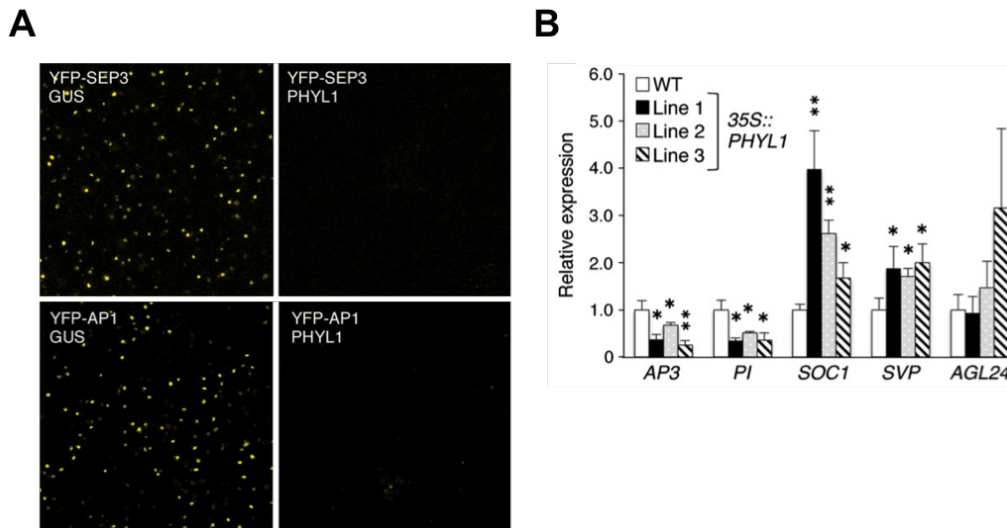 A
YFP-SEP3
GUS
YFP-SEP3
PHYL1
YFP-AP1
GUS
YFP-AP1
PHYL1
B
6.0
5.0
4.0
3.0
2.0
1.0
0
Relative expression
WT
Line 1
Line 2
Line 3
35S::
PHYL1
**
**
*
*
*
**
*
*
*
*
*
*
AP3
PI
SOC1
SVP
AGL24